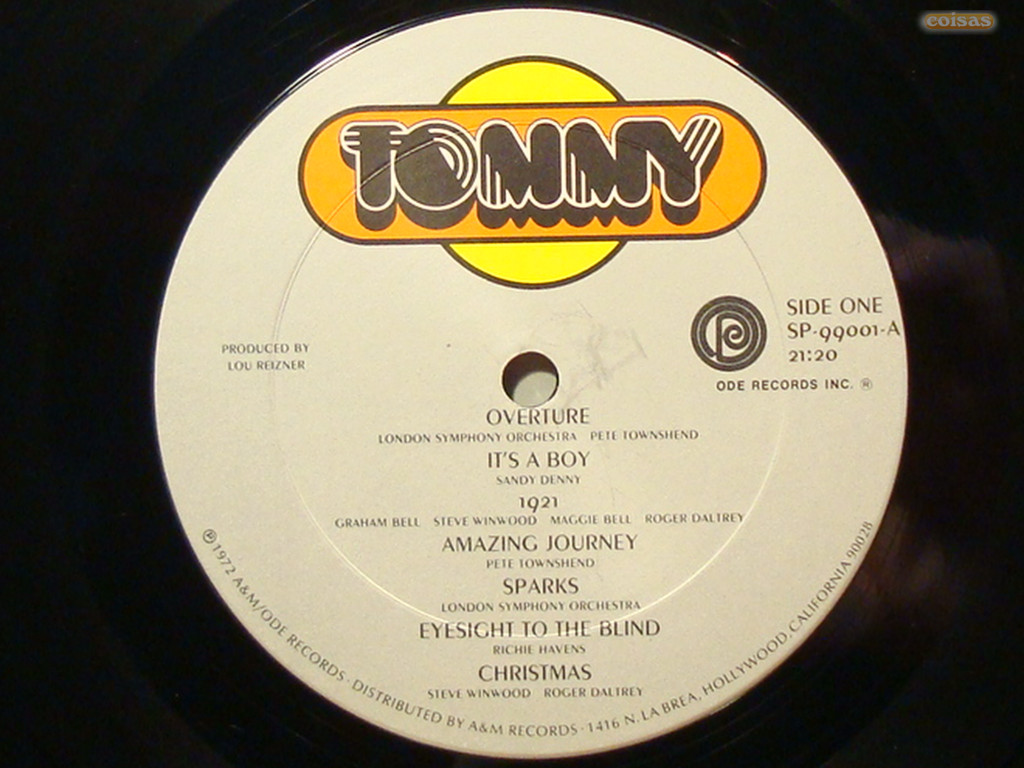 coisas
TOMMY
SIDE ONE
SP-99001-A
21:20
ODE RECORDS INC. ®
PRODUCED BY
LOU REIZNER
OVERTURE
LONDON SYMPHONY ORCHESTRA PETE TOWNSHEND
IT'S A BOY
SANDY DENNY
1921
GRAHAM BELL STEVE WINWOOD MAGGIE BELL ROGER DALTREY
AMAZING JOURNEY
PETE TOWNSHEND
SPARKS
LONDON SYMPHONY ORCHESTRA
EYESIGHT TO THE BLIND
RICHIE HAVENS
CHRISTMAS
STEVE WINWOOD ROGER DALTREY
℗1972 A&M/ODE RECORDS · DISTRIBUTED BY A&M RECORDS · 1416 N. LA BREA, HOLLYWOOD, CALIFORNIA 90028